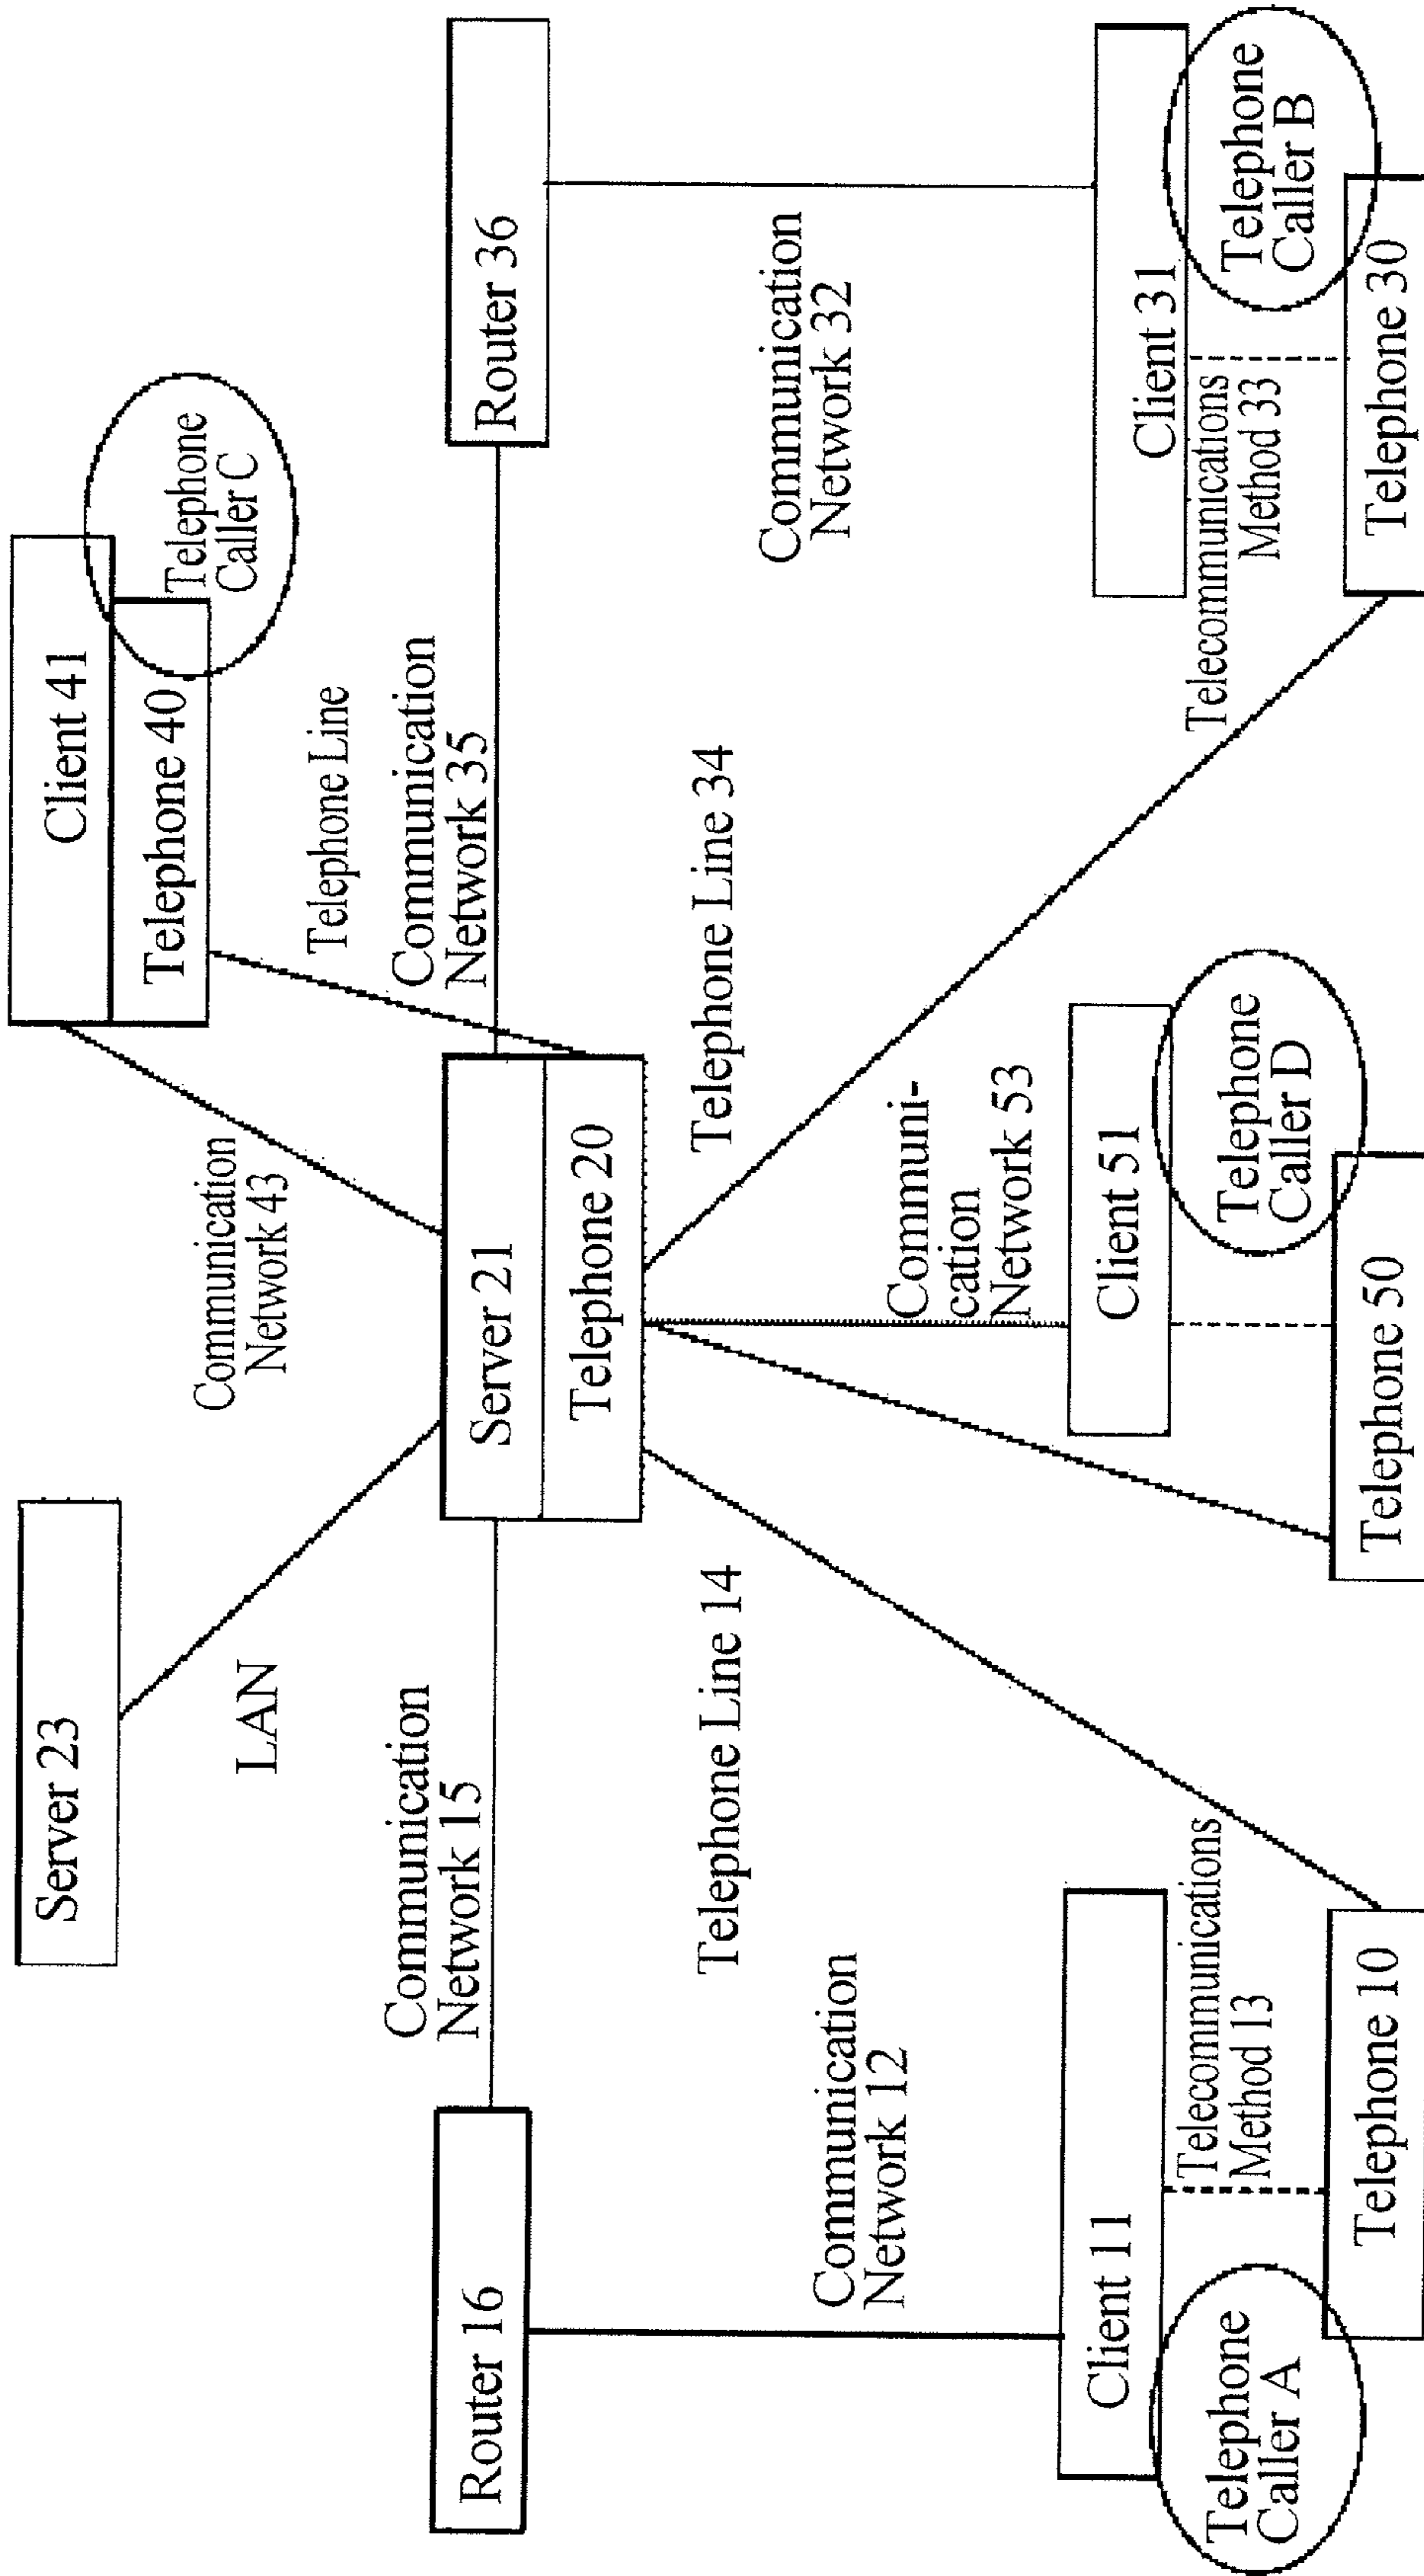 Server 23
Client 41
Telephone 40
Telephone
Caller C
LAN
Communication
Network 43
Telephone Line
Communication
Network 15
Communication
Network 35
Router 16
Server 21
Telephone 20
Router 36
Telephone Line 14
Telephone Line 34
Communication
Network 12
Communi-
cation
Network 53
Communication
Network 32
Client 11
Client 51
Client 31
Telecommunications
Method 13
Telecommunications
Method 33
Telephone
Caller A
Telephone
Caller D
Telephone
Caller B
Telephone 10
Telephone 50
Telephone 30